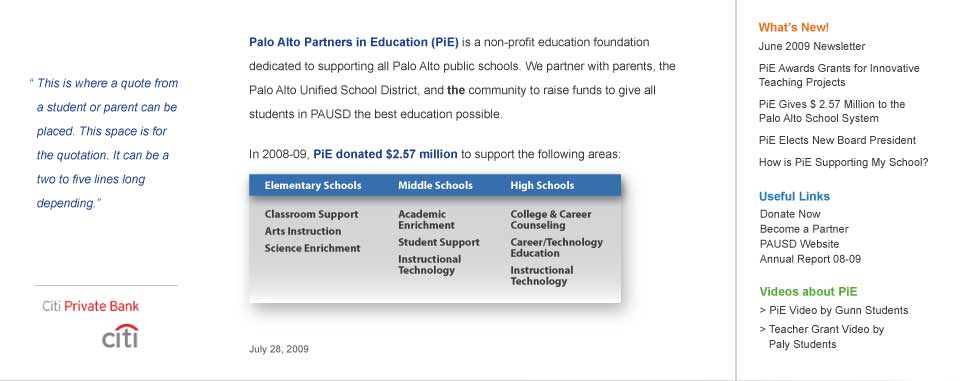 “ This is where a quote from
a student or parent can be
placed. This space is for
the quotation. It can be a
two to five lines long
depending.”
Citi Private Bank
citi
Palo Alto Partners in Education (PiE) is a non-profit education foundation
dedicated to supporting all Palo Alto public schools. We partner with parents, the
Palo Alto Unified School District, and the community to raise funds to give all
students in PAUSD the best education possible.
In 2008-09, PiE donated $2.57 million to support the following areas:
Elementary Schools
Classroom Support
Arts Instruction
Science Enrichment
Middle Schools
Academic
Enrichment
Student Support
Instructional
Technology
High Schools
College & Career
Counseling
Career/Technology
Education
Instructional
Technology
July 28, 2009
What's New!
June 2009 Newsletter
PiE Awards Grants for Innovative
Teaching Projects
PiE Gives $ 2.57 Million to the
Palo Alto School System
PiE Elects New Board President
How is PiE Supporting My School?
Useful Links
Donate Now
Become a Partner
PAUSD Website
Annual Report 08-09
Videos about PiE
> PiE Video by Gunn Students
> Teacher Grant Video by
Paly Students